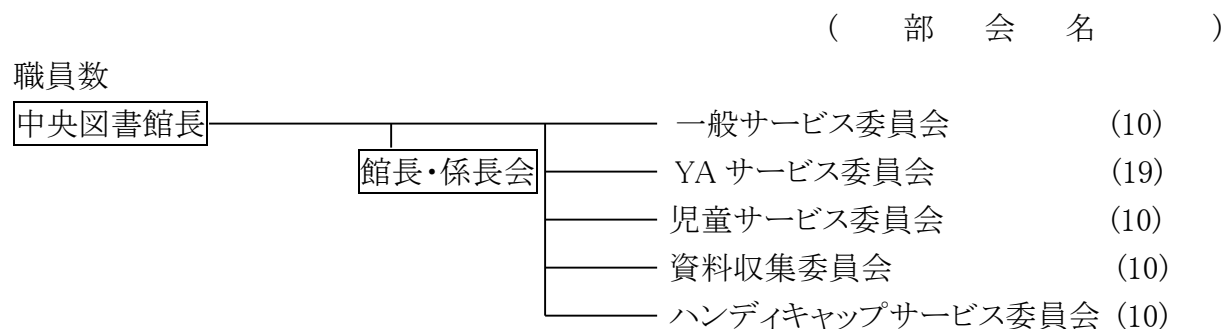 (　部　会　名　)
職員数
中央図書館長　一般サービス委員会　(10)
館長・係長会　YA サービス委員会　(19)
児童サービス委員会　(10)
資料収集委員会　(10)
ハンディキャップサービス委員会 (10)